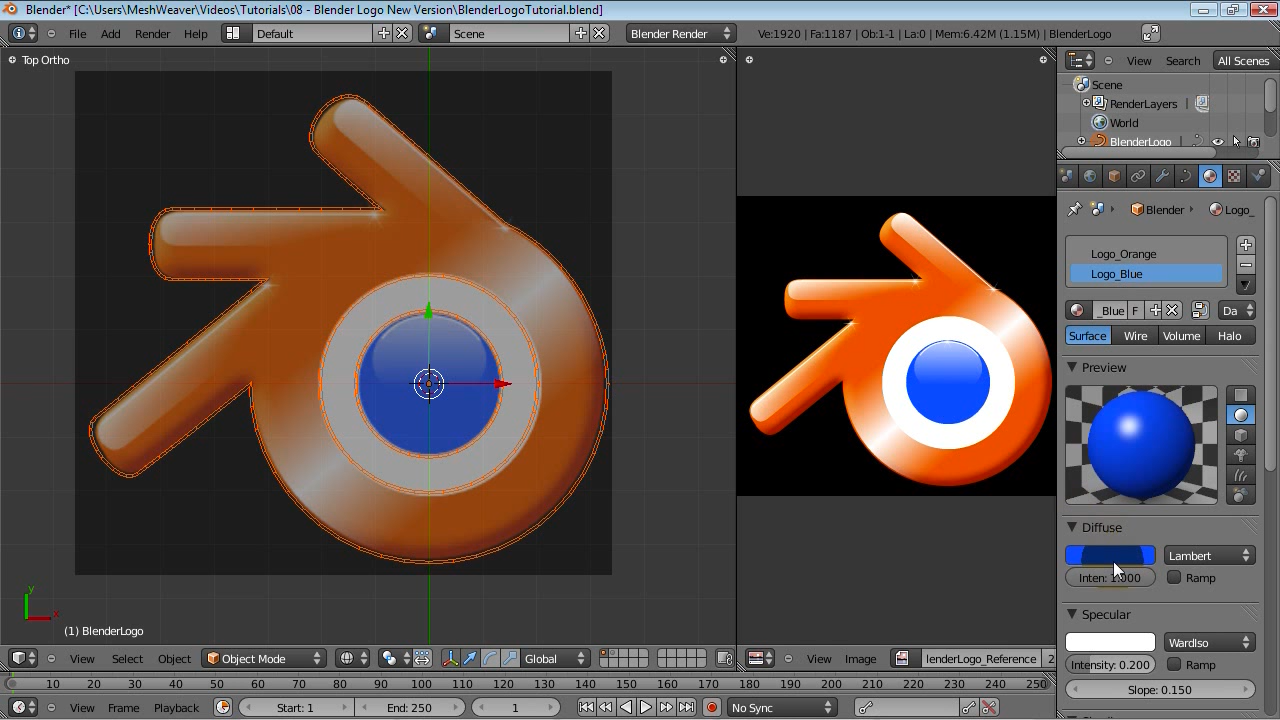 Blender* [C:\Users\MeshWeaver\Videos\Tutorials\08 - Blender Logo New Version\BlenderLogoTutorial.blend]
File Add Render Help Default Scene Blender Render Ve:1920 | Fa:1187 | Ob:1-1 | La:0 | Mem:6.42M (1.15M) | BlenderLogo
Top Ortho
View Search All Scenes
Scene
RenderLayers
World
BlenderLogo
Blender Logo_
Logo_Orange
Logo_Blue
_Blue F Da
Surface Wire Volume Halo
Preview
Diffuse
Lambert
Inten: 1.000 Ramp
Specular
WardIso
Intensity: 0.200 Ramp
Slope: 0.150
y
x
(1) BlenderLogo
View Select Object Object Mode Global
View Image lenderLogo_Reference 2
10 20 30 40 50 60 70 80 90 100 110 120 130 140 150 160 170 180 190 200 210 220 230 240 250
View Frame Playback Start: 1 End: 250 1 No Sync